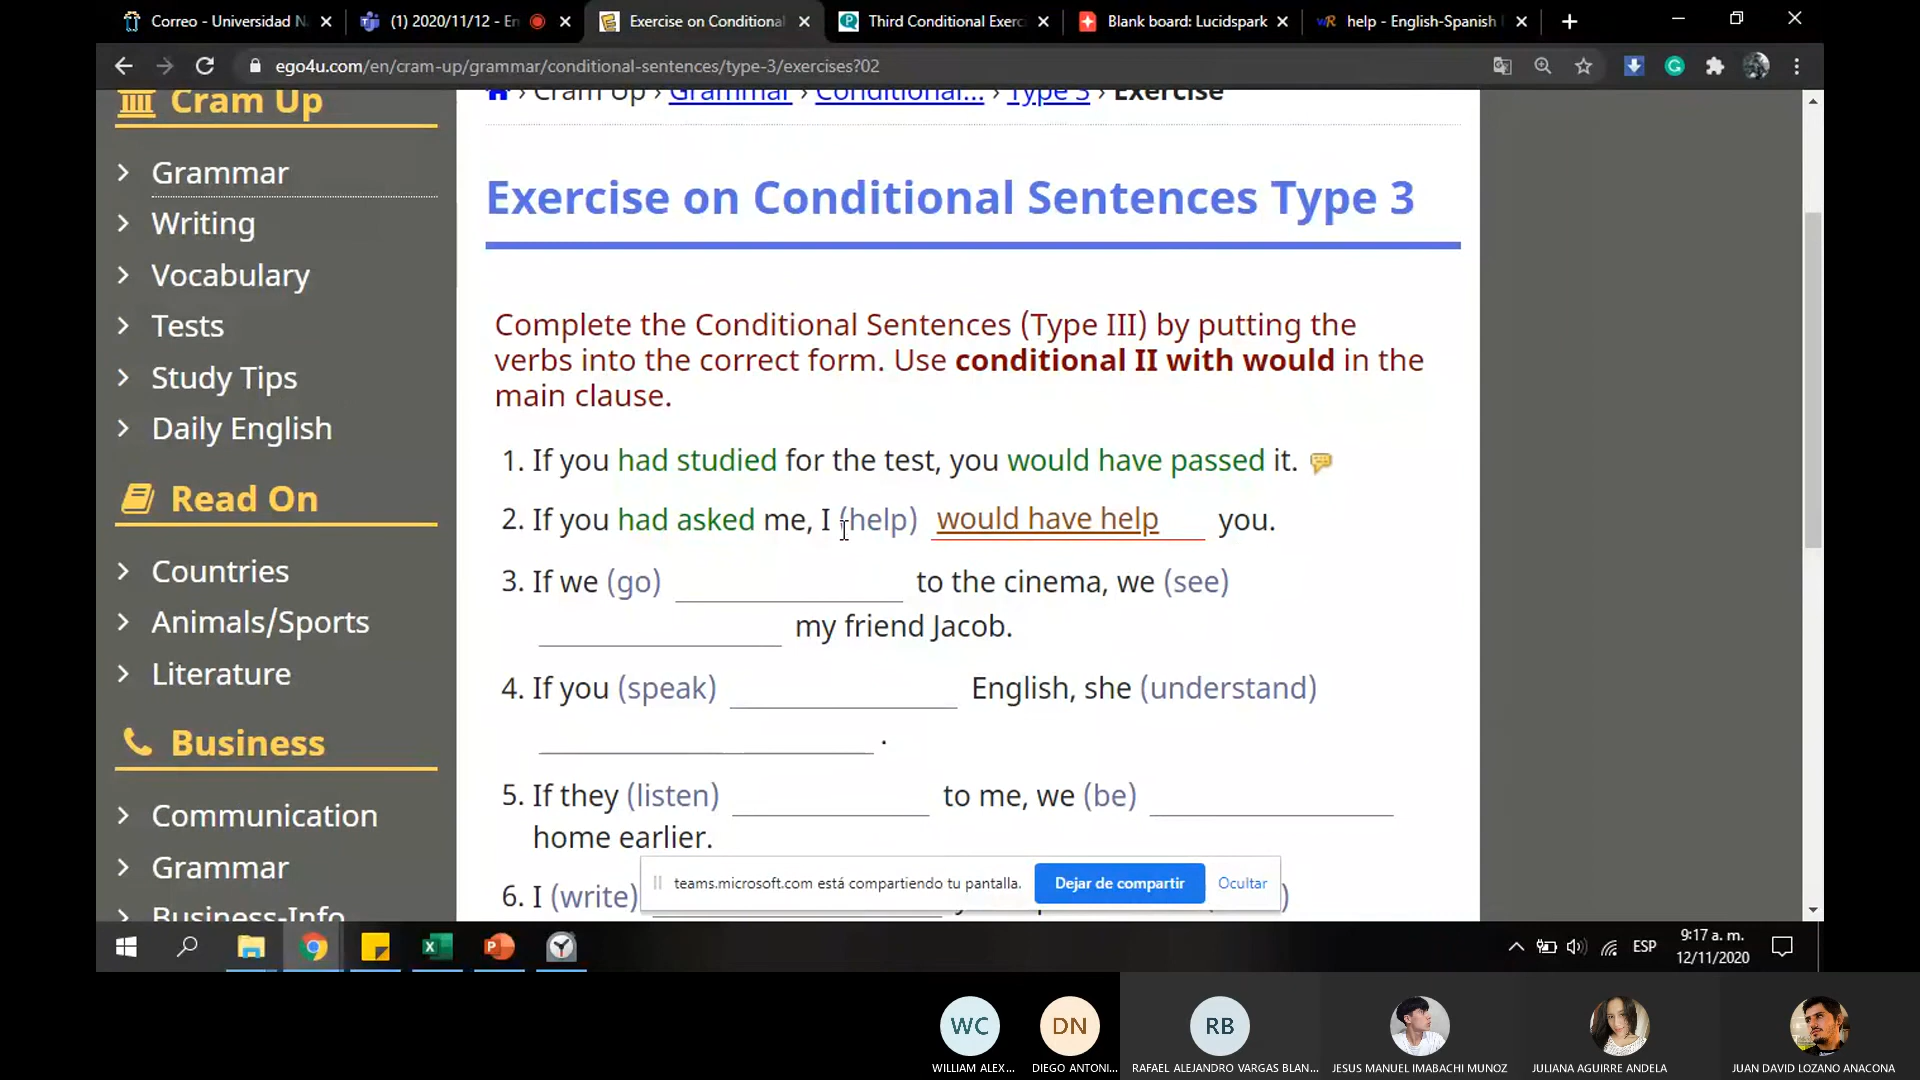 Correo - Universidad N
(1) 2020/11/12 - En
Exercise on Conditional
Third Conditional Exerc
Blank board: Lucidspark
help - English-Spanish
ego4u.com/en/cram-up/grammar/conditional-sentences/type-3/exercises?02
Cram Up
Grammar
Writing
Vocabulary
Tests
Study Tips
Daily English
Read On
Countries
Animals/Sports
Literature
Business
Communication
Grammar
Business-Info
› Cram Up › Grammar › Conditional... › Type 3 › Exercise
Exercise on Conditional Sentences Type 3
Complete the Conditional Sentences (Type III) by putting the
verbs into the correct form. Use conditional II with would in the
main clause.
1. If you had studied for the test, you would have passed it.
2. If you had asked me, I (help) would have help you.
3. If we (go) to the cinema, we (see)
my friend Jacob.
4. If you (speak) English, she (understand)
.
5. If they (listen) to me, we (be)
home earlier.
6. I (write)
teams.microsoft.com está compartiendo tu pantalla.
Dejar de compartir
Ocultar
ESP
9:17 a. m.
12/11/2020
WC
DN
RB
WILLIAM ALEX...
DIEGO ANTONI...
RAFAEL ALEJANDRO VARGAS BLAN...
JESUS MANUEL IMABACHI MUNOZ
JULIANA AGUIRRE ANDELA
JUAN DAVID LOZANO ANACONA